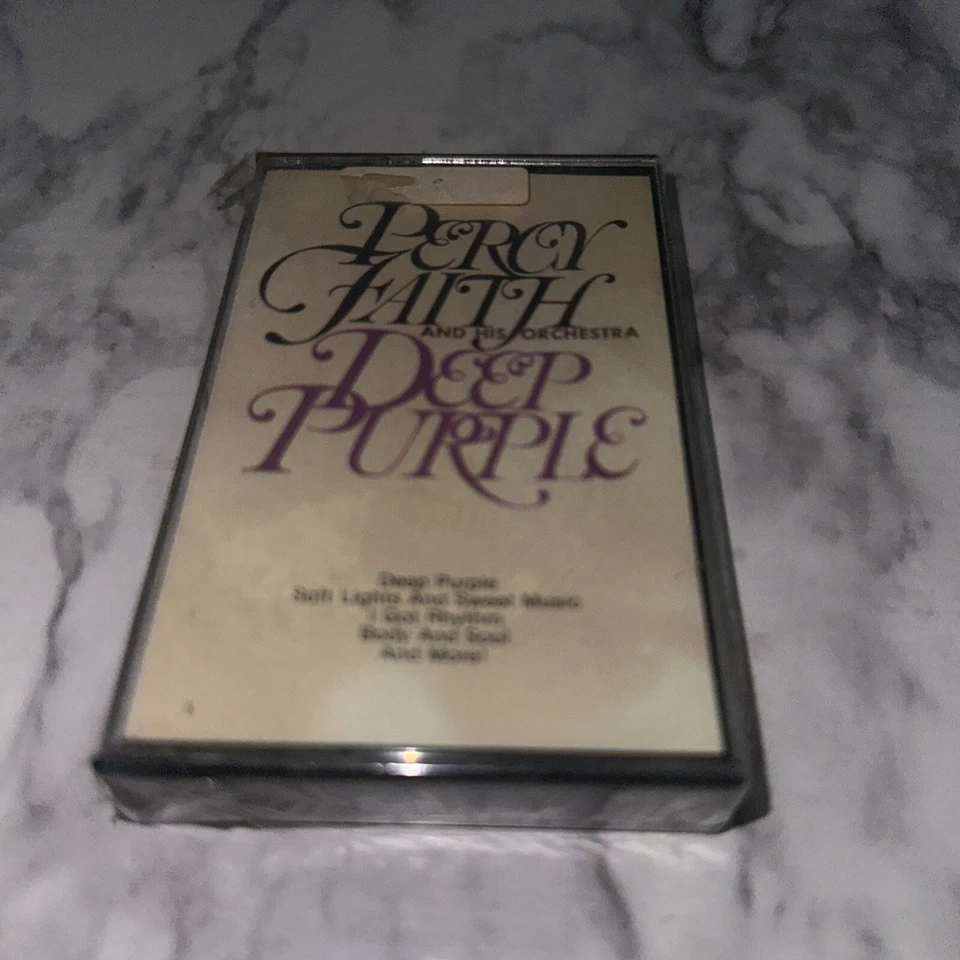 PERCY
FAITH
AND HIS ORCHESTRA
DEEP
PURPLE
Deep Purple
Soft Lights And Sweet Music
I Got Rhythm
Body And Soul
And More!